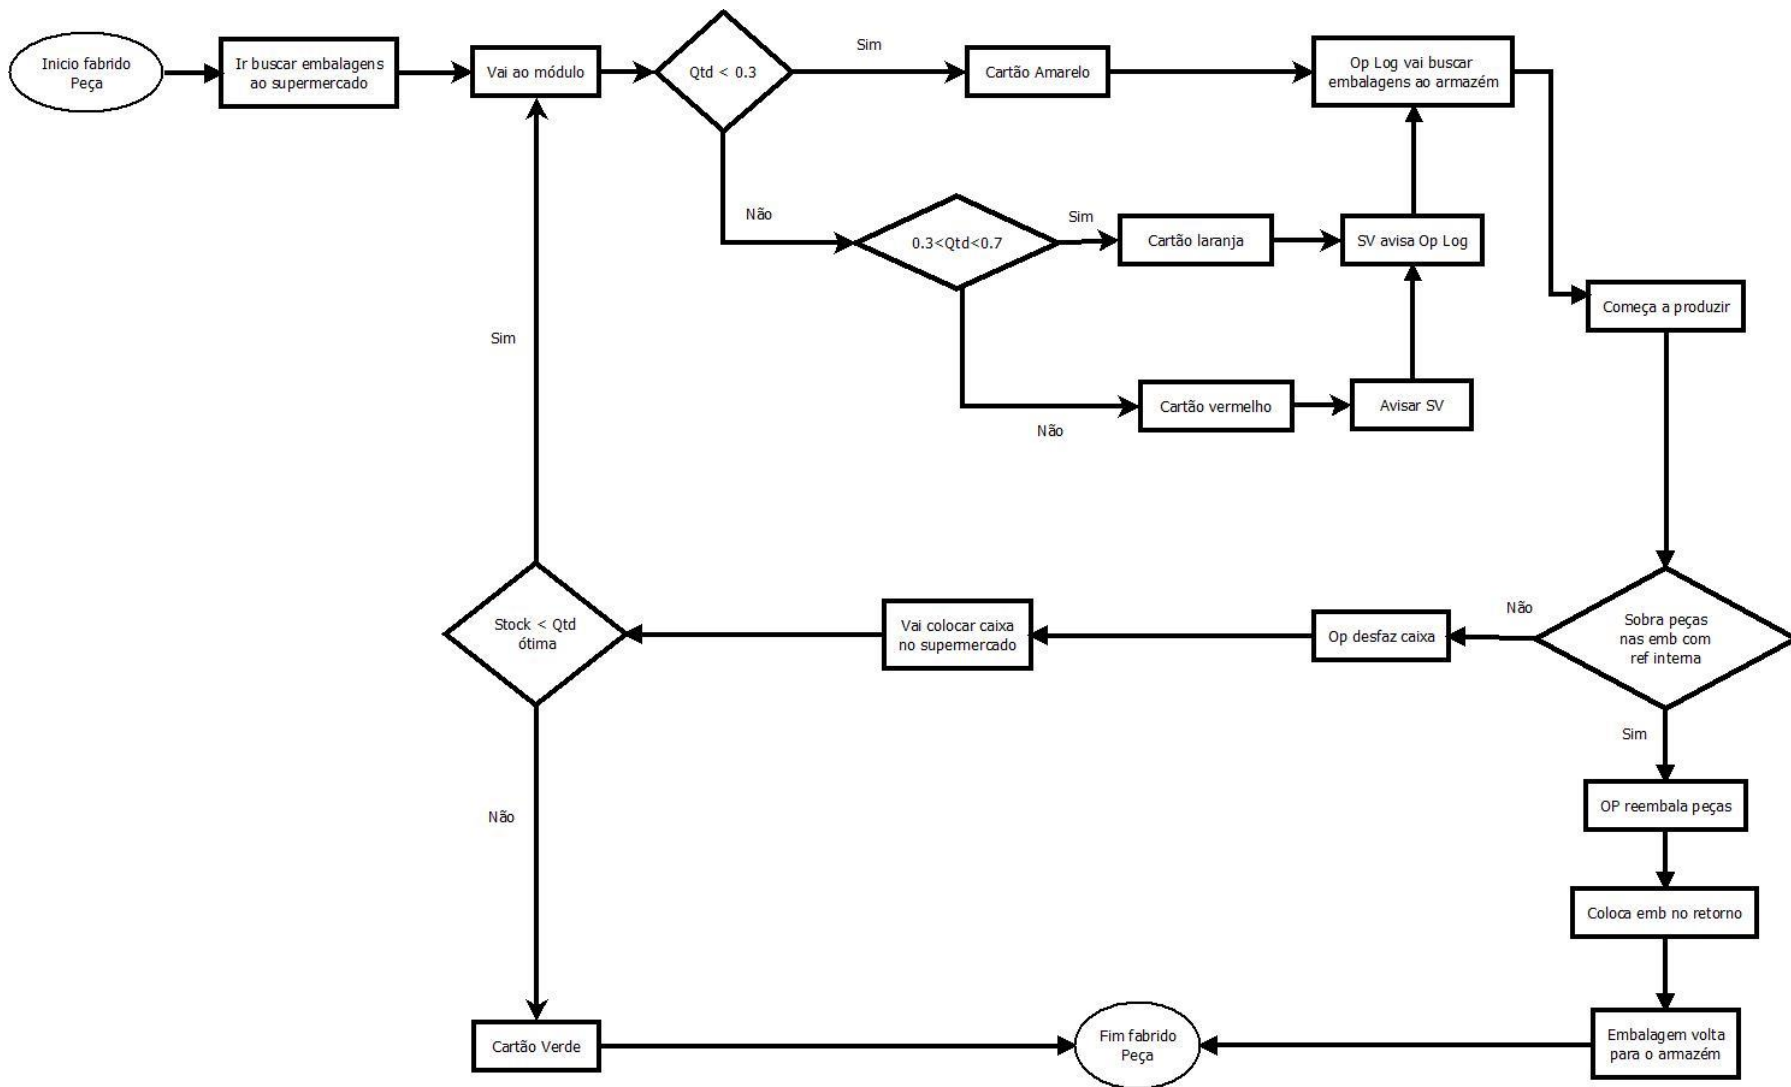 Inicio fabrido
Peça
Ir buscar embalagens
ao supermercado
Vai ao módulo
Qtd < 0.3
Sim
Cartão Amarelo
Op Log vai buscar
embalagens ao armazém
Não
0.3<Qtd<0.7
Sim
Cartão laranja
SV avisa Op Log
Começa a produzir
Sim
Não
Cartão vermelho
Avisar SV
Stock < Qtd
ótima
Vai colocar caixa
no supermercado
Op desfaz caixa
Não
Sobra peças
nas emb com
ref interna
Sim
OP reembala peças
Não
Coloca emb no retorno
Cartão Verde
Fim fabrido
Peça
Embalagem volta
para o armazém